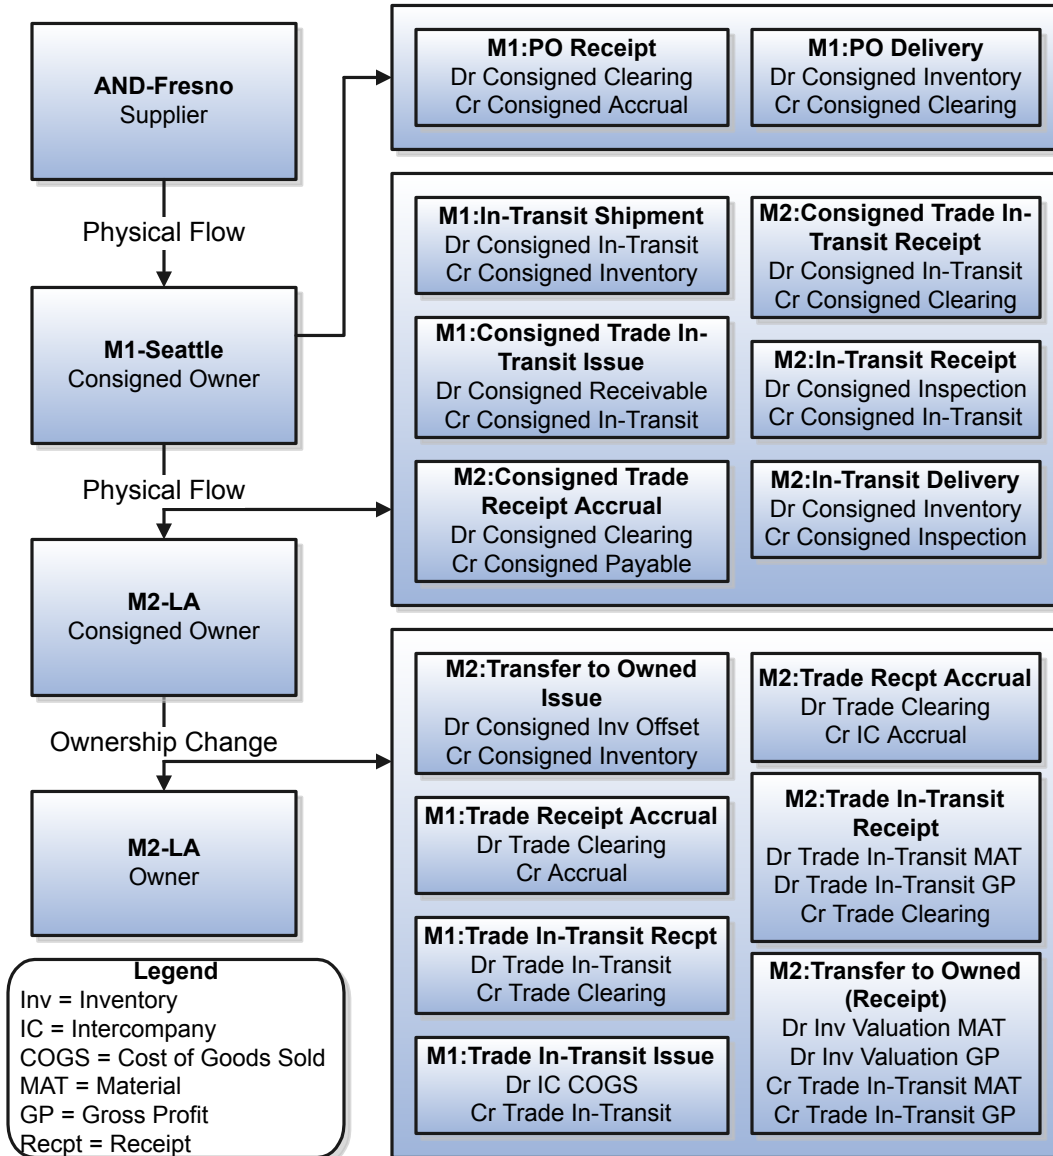 AND-Fresno
Supplier
Physical Flow
M1-Seattle
Consigned Owner
Physical Flow
M2-LA
Consigned Owner
Ownership Change
M2-LA
Owner
Legend
Inv = Inventory
IC = Intercompany
COGS = Cost of Goods Sold
MAT = Material
GP = Gross Profit
Recpt = Receipt
M1:PO Receipt
Dr Consigned Clearing
Cr Consigned Accrual
M1:PO Delivery
Dr Consigned Inventory
Cr Consigned Clearing
M1:In-Transit Shipment
Dr Consigned In-Transit
Cr Consigned Inventory
M1:Consigned Trade In-
Transit Issue
Dr Consigned Receivable
Cr Consigned In-Transit
M2:Consigned Trade
Receipt Accrual
Dr Consigned Clearing
Cr Consigned Payable
M2:Consigned Trade In-
Transit Receipt
Dr Consigned In-Transit
Cr Consigned Clearing
M2:In-Transit Receipt
Dr Consigned Inspection
Cr Consigned In-Transit
M2:In-Transit Delivery
Dr Consigned Inventory
Cr Consigned Inspection
M2:Transfer to Owned
Issue
Dr Consigned Inv Offset
Cr Consigned Inventory
M1:Trade Receipt Accrual
Dr Trade Clearing
Cr Accrual
M1:Trade In-Transit Recpt
Dr Trade In-Transit
Cr Trade Clearing
M1:Trade In-Transit Issue
Dr IC COGS
Cr Trade In-Transit
M2:Trade Recpt Accrual
Dr Trade Clearing
Cr IC Accrual
M2:Trade In-Transit
Receipt
Dr Trade In-Transit MAT
Dr Trade In-Transit GP
Cr Trade Clearing
M2:Transfer to Owned
(Receipt)
Dr Inv Valuation MAT
Dr Inv Valuation GP
Cr Trade In-Transit MAT
Cr Trade In-Transit GP